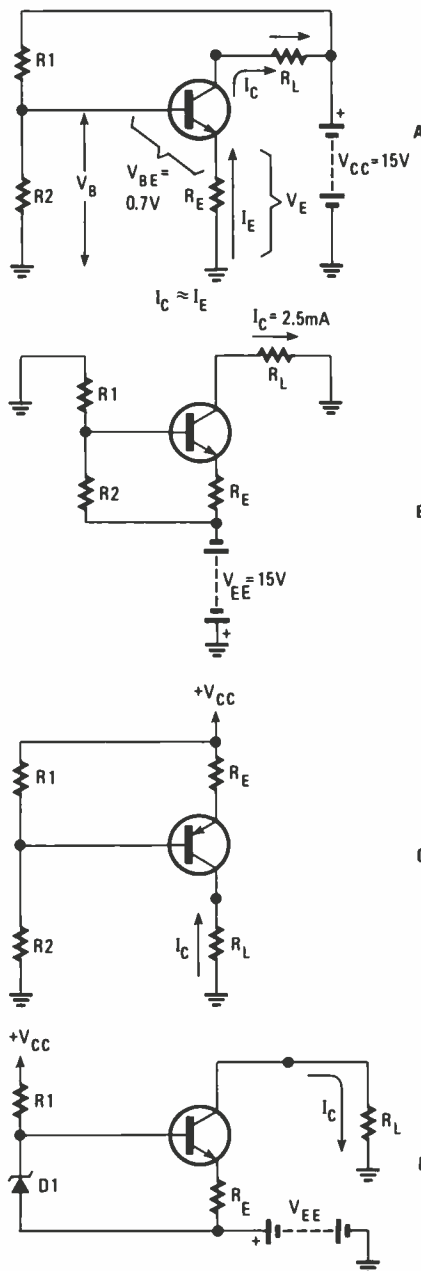 R1
I_C
R_L
A
+
V_CC = 15V
R2
V_B
V_BE =
0.7V
R_E
I_E
V_E
I_C ≈ I_E
I_C = 2.5mA
R_L
R1
R2
R_E
V_EE = 15V
+
+V_CC
R1
R_E
R2
I_C
R_L
+V_CC
R1
I_C
R_L
D1
R_E
V_EE
+